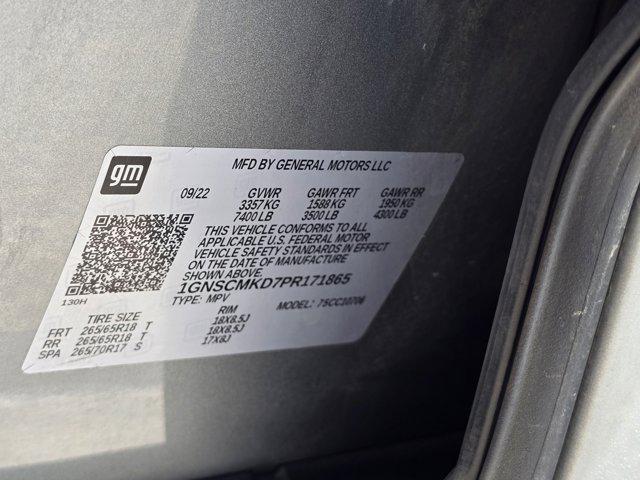 gm
MFD BY GENERAL MOTORS LLC
09/22 GVWR GAWR FRT GAWR RR
3357 KG 1588 KG 1950 KG
7400 LB 3500 LB 4300 LB
THIS VEHICLE CONFORMS TO ALL
APPLICABLE U.S. FEDERAL MOTOR
VEHICLE SAFETY STANDARDS IN EFFECT
ON THE DATE OF MANUFACTURE
SHOWN ABOVE.
1GNSCMKD7PR171865
TYPE: MPV MODEL: 7SCC10706
130H
TIRE SIZE RIM
FRT 265/65R18 T 18X8.5J
RR 265/65R18 T 18X8.5J
SPA 265/70R17 S 17X8J